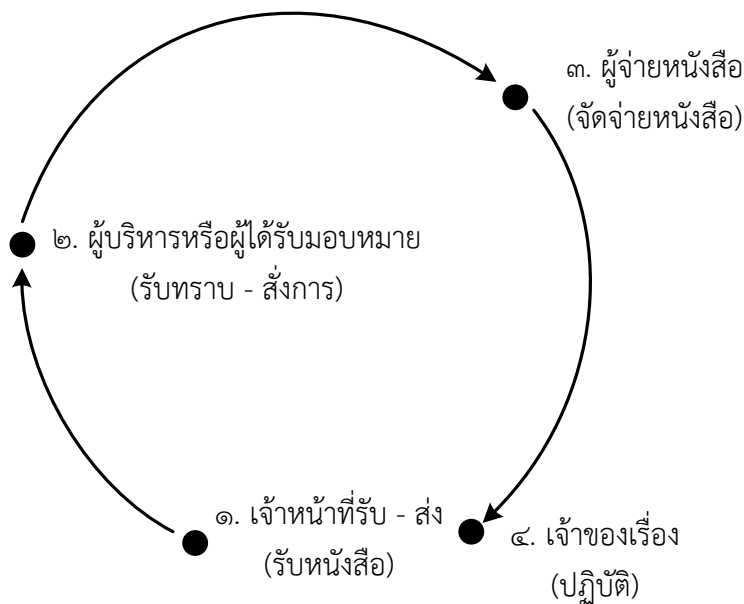 ๓. ผู้จ่ายหนังสือ
(จัดจ่ายหนังสือ)
๒. ผู้บริหารหรือผู้ได้รับมอบหมาย
(รับทราบ - สั่งการ)
๑. เจ้าหน้าที่รับ - ส่ง
(รับหนังสือ)
๔. เจ้าของเรื่อง
(ปฏิบัติ)